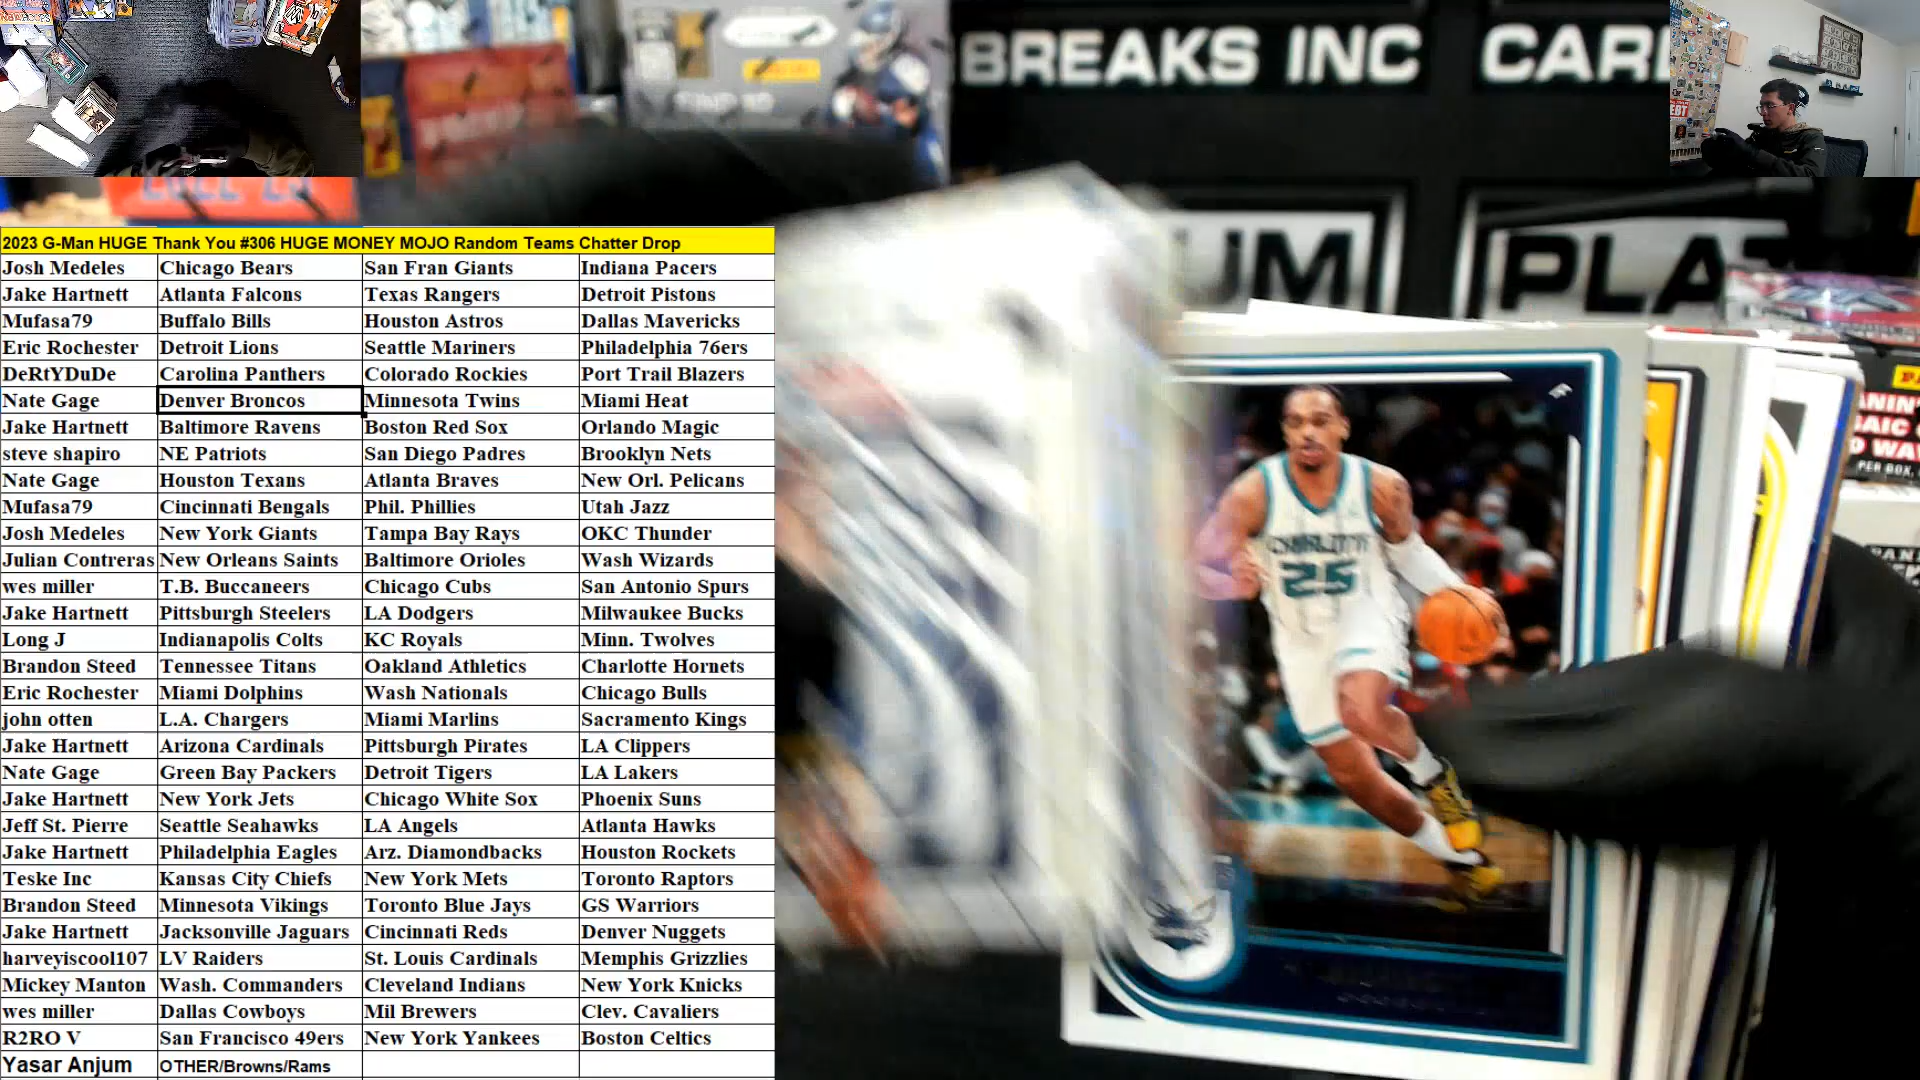 BREAKS INC CARD
UM PLA
2023 G-Man HUGE Thank You #306 HUGE MONEY MOJO Random Teams Chatter Drop
Josh Medeles Chicago Bears San Fran Giants Indiana Pacers
Jake Hartnett Atlanta Falcons Texas Rangers Detroit Pistons
Mufasa79 Buffalo Bills Houston Astros Dallas Mavericks
Eric Rochester Detroit Lions Seattle Mariners Philadelphia 76ers
DeRtYDuDe Carolina Panthers Colorado Rockies Port Trail Blazers
Nate Gage Denver Broncos Minnesota Twins Miami Heat
Jake Hartnett Baltimore Ravens Boston Red Sox Orlando Magic
steve shapiro NE Patriots San Diego Padres Brooklyn Nets
Nate Gage Houston Texans Atlanta Braves New Orl. Pelicans
Mufasa79 Cincinnati Bengals Phil. Phillies Utah Jazz
Josh Medeles New York Giants Tampa Bay Rays OKC Thunder
Julian Contreras New Orleans Saints Baltimore Orioles Wash Wizards
wes miller T.B. Buccaneers Chicago Cubs San Antonio Spurs
Jake Hartnett Pittsburgh Steelers LA Dodgers Milwaukee Bucks
Long J Indianapolis Colts KC Royals Minn. Twolves
Brandon Steed Tennessee Titans Oakland Athletics Charlotte Hornets
Eric Rochester Miami Dolphins Wash Nationals Chicago Bulls
john otten L.A. Chargers Miami Marlins Sacramento Kings
Jake Hartnett Arizona Cardinals Pittsburgh Pirates LA Clippers
Nate Gage Green Bay Packers Detroit Tigers LA Lakers
Jake Hartnett New York Jets Chicago White Sox Phoenix Suns
Jeff St. Pierre Seattle Seahawks LA Angels Atlanta Hawks
Jake Hartnett Philadelphia Eagles Arz. Diamondbacks Houston Rockets
Teske Inc Kansas City Chiefs New York Mets Toronto Raptors
Brandon Steed Minnesota Vikings Toronto Blue Jays GS Warriors
Jake Hartnett Jacksonville Jaguars Cincinnati Reds Denver Nuggets
harveyiscool107 LV Raiders St. Louis Cardinals Memphis Grizzlies
Mickey Manton Wash. Commanders Cleveland Indians New York Knicks
wes miller Dallas Cowboys Mil Brewers Clev. Cavaliers
R2RO V San Francisco 49ers New York Yankees Boston Celtics
Yasar Anjum OTHER/Browns/Rams
CHARLOTTE
25
PER BOX,